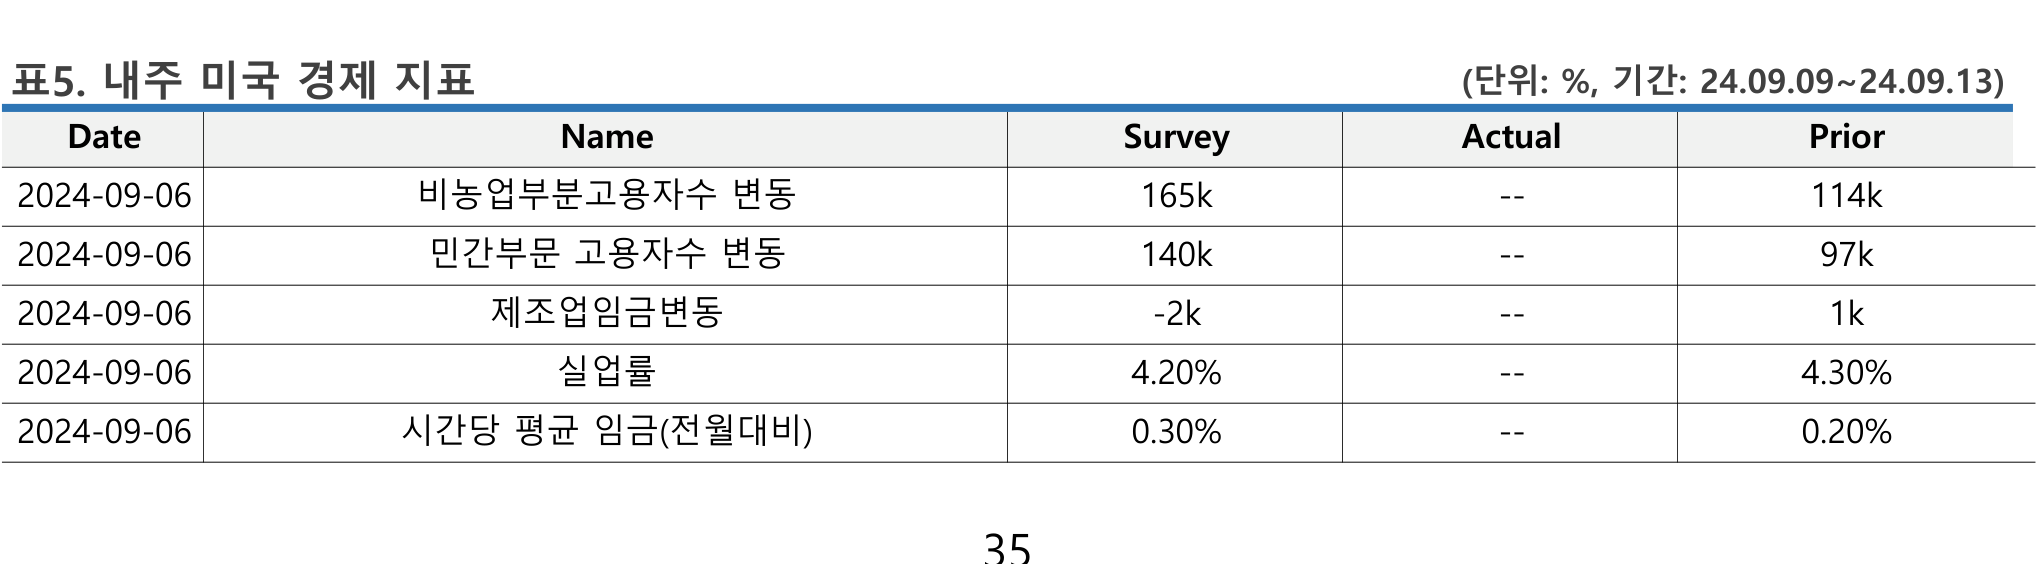 표5. 내주 미국 경제 지표 (단위: %, 기간: 24.09.09~24.09.13)
Date Name Survey Actual Prior
2024-09-06 비농업부분고용자수 변동 165k -- 114k
2024-09-06 민간부문 고용자수 변동 140k -- 97k
2024-09-06 제조업임금변동 -2k -- 1k
2024-09-06 실업률 4.20% -- 4.30%
2024-09-06 시간당 평균 임금(전월대비) 0.30% -- 0.20%
35